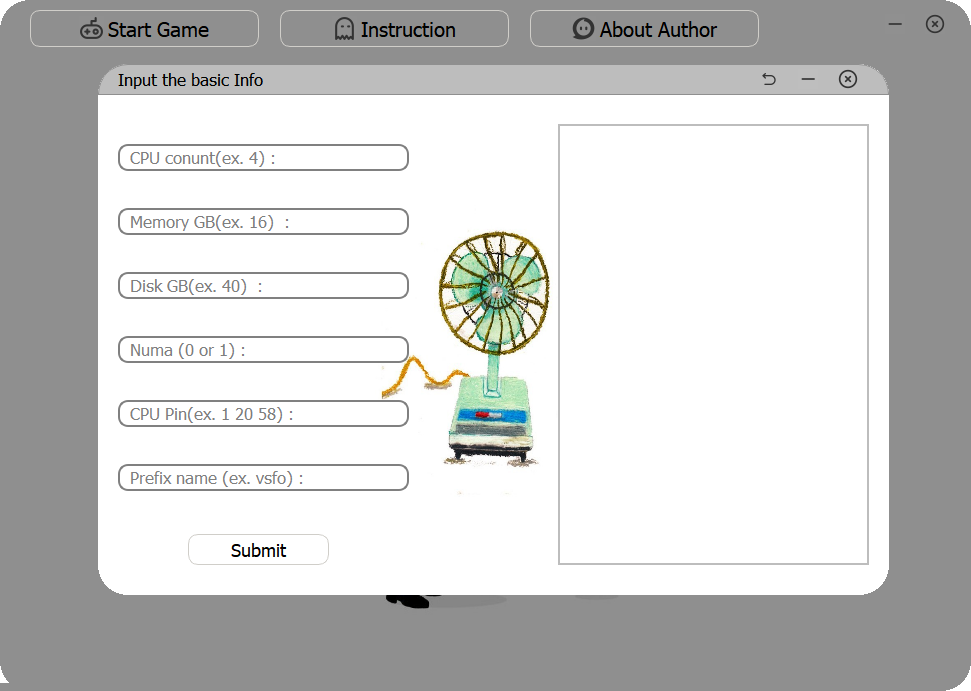 Start Game
Instruction
About Author
Input the basic Info
CPU conunt(ex. 4) :
Memory GB(ex. 16)  :
Disk GB(ex. 40)  :
Numa (0 or 1) :
CPU Pin(ex. 1 20 58) :
Prefix name (ex. vsfo) :
Submit